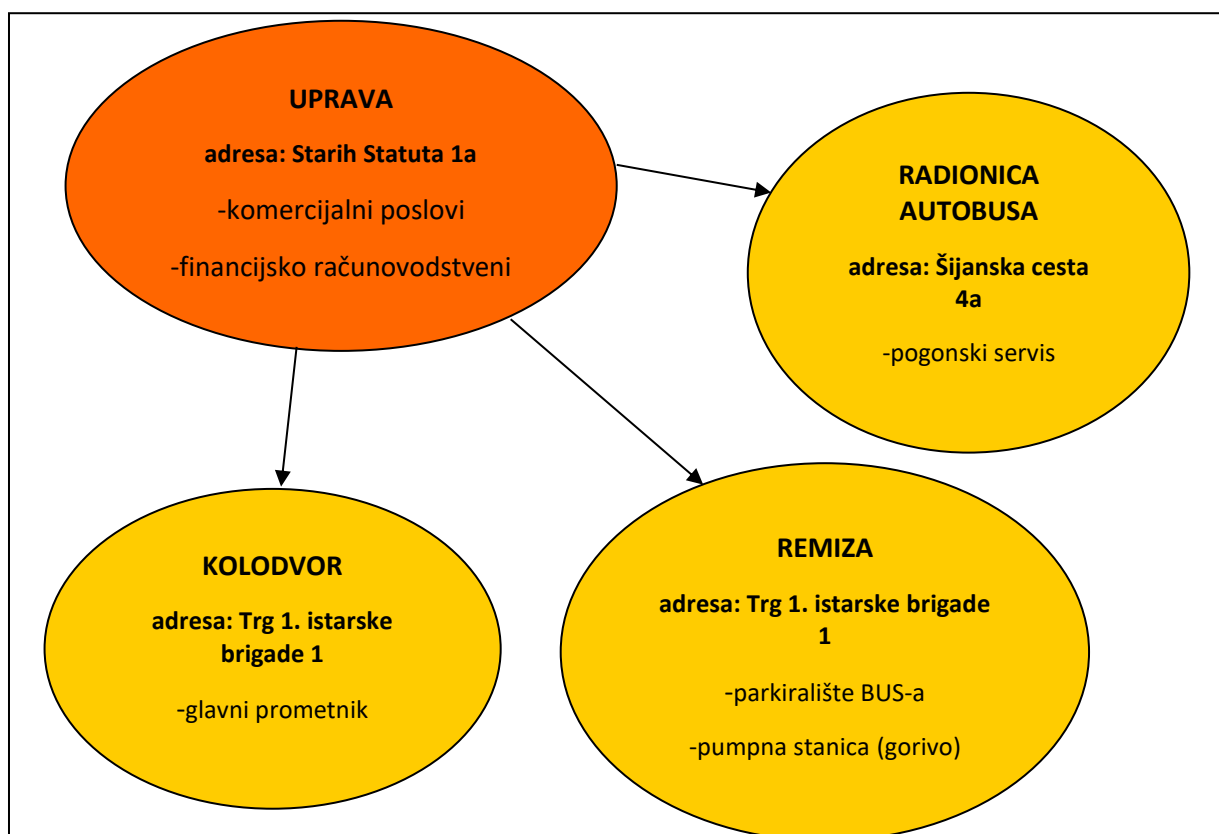 UPRAVA
adresa: Starih Statuta 1a
-komercijalni poslovi
-financijsko računovodstveni
RADIONICA
AUTOBUSA
adresa: Šijanska cesta
4a
-pogonski servis
KOLODVOR
adresa: Trg 1. istarske
brigade 1
-glavni prometnik
REMIZA
adresa: Trg 1. istarske brigade
1
-parkiralište BUS-a
-pumpna stanica (gorivo)